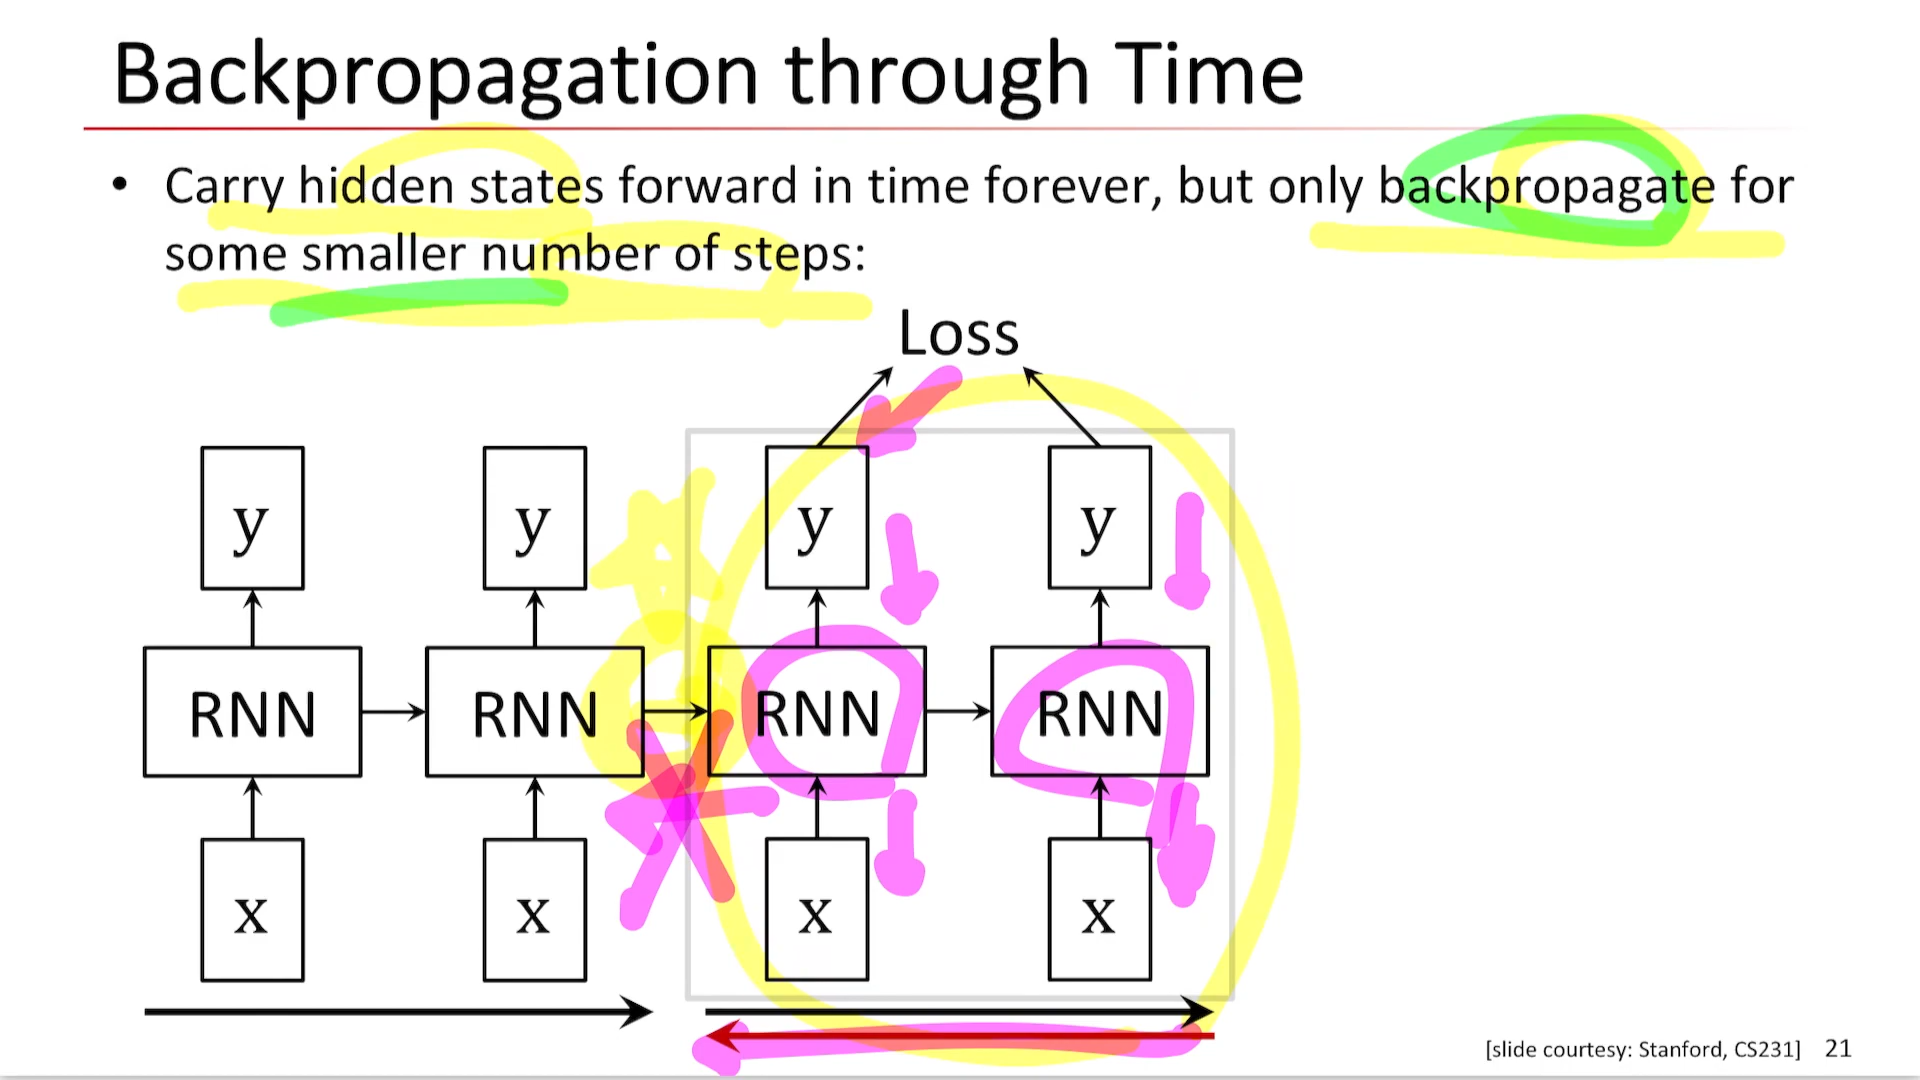 Backpropagation through Time
• Carry hidden states forward in time forever, but only backpropagate for
some smaller number of steps:
Loss
y y y y
RNN RNN RNN RNN
x x x x
[slide courtesy: Stanford, CS231] 21